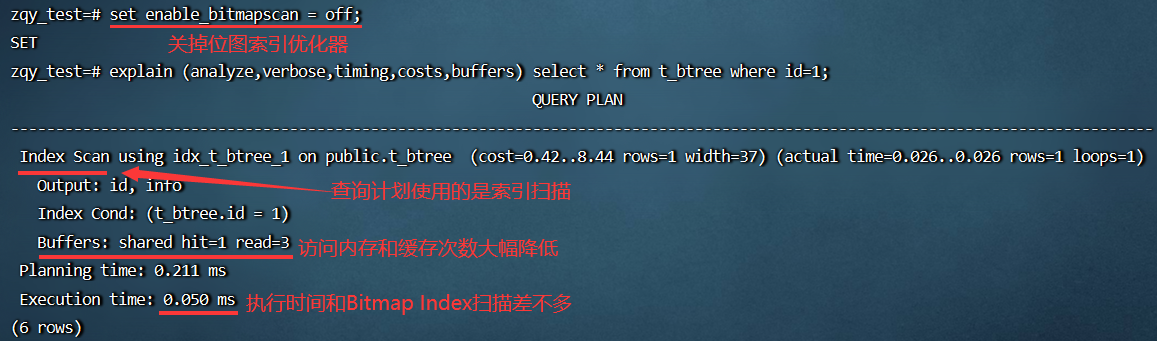 zqy_test=# set enable_bitmapscan = off;
SET 关掉位图索引优化器
zqy_test=# explain (analyze,verbose,timing,costs,buffers) select * from t_btree where id=1;
QUERY PLAN
--------------------------------------------------------------------------------------------------------------------
Index Scan using idx_t_btree_1 on public.t_btree  (cost=0.42..8.44 rows=1 width=37) (actual time=0.026..0.026 rows=1 loops=1)
Output: id, info 查询计划使用的是索引扫描
Index Cond: (t_btree.id = 1)
Buffers: shared hit=1 read=3 访问内存和缓存次数大幅降低
Planning time: 0.211 ms
Execution time: 0.050 ms 执行时间和Bitmap Index扫描差不多
(6 rows)